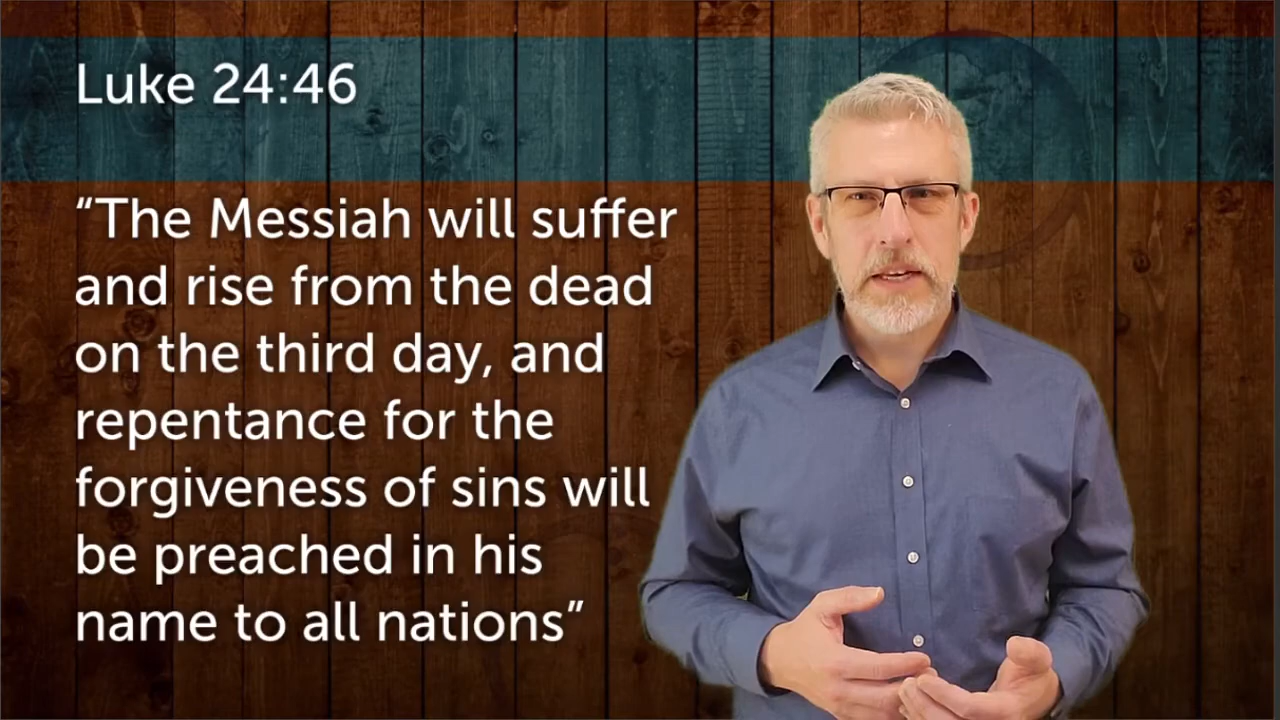 Luke 24:46
“The Messiah will suffer
and rise from the dead
on the third day, and
repentance for the
forgiveness of sins will
be preached in his
name to all nations”